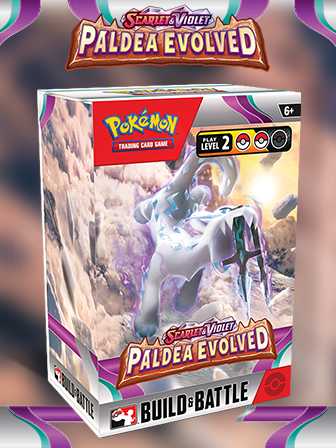 SCARLET & VIOLET
PALDEA EVOLVED
Pokémon
TRADING CARD GAME
PLAY
LEVEL 2
6+
SCARLET & VIOLET
PALDEA EVOLVED
BUILD & BATTLE